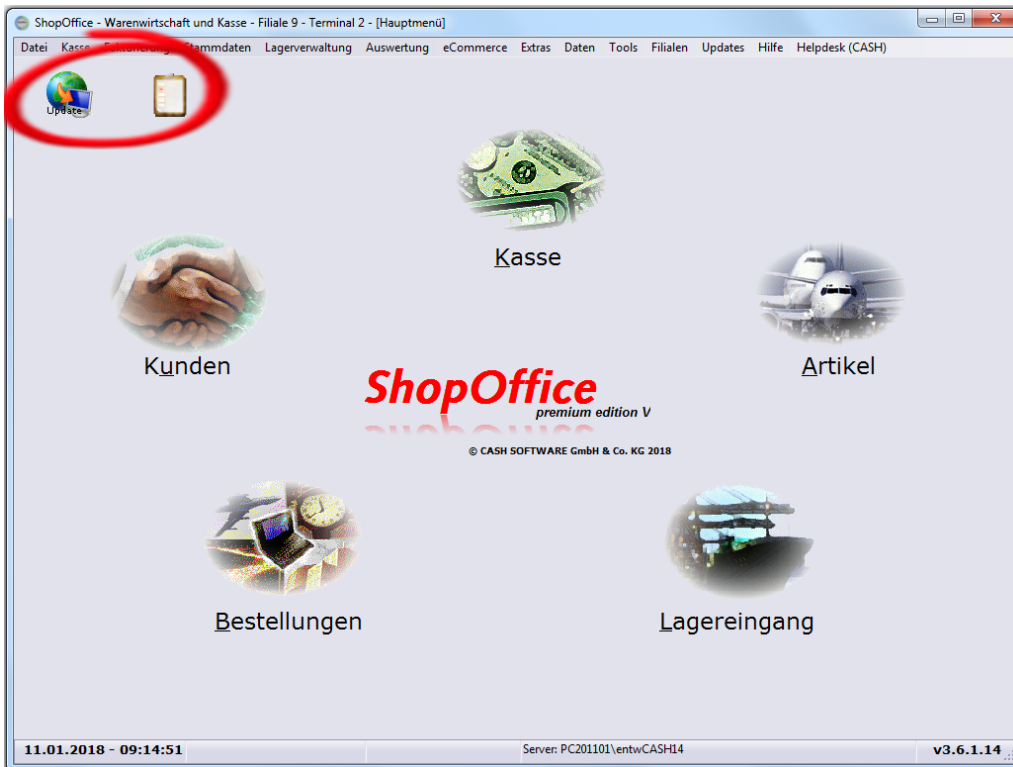 ShopOffice - Warenwirtschaft und Kasse - Filiale 9 - Terminal 2 - [Hauptmenü]
Datei Kasse Fakturierung Stammdaten Lagerverwaltung Auswertung eCommerce Extras Daten Tools Filialen Updates Hilfe Helpdesk (CASH)
Update
Kasse
Kunden
Artikel
ShopOffice
premium edition V
© CASH SOFTWARE GmbH & Co. KG 2018
Bestellungen
Lagereingang
11.01.2018 - 09:14:51 Server: PC201101\entwCASH14 v3.6.1.14